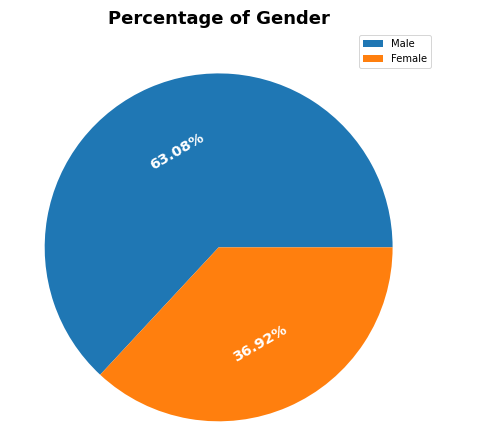 Percentage of Gender
Male
Female
63.08%
36.92%